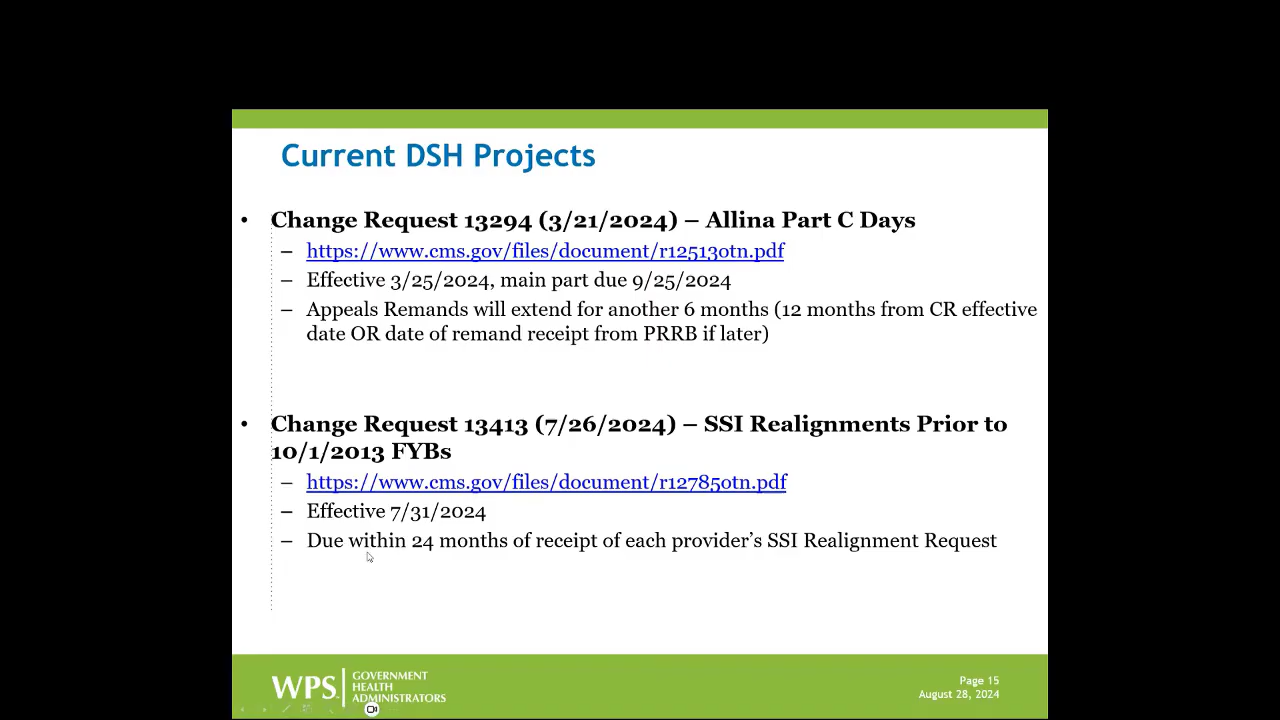 Current DSH Projects
• Change Request 13294 (3/21/2024) – Allina Part C Days
– https://www.cms.gov/files/document/r12513otn.pdf
– Effective 3/25/2024, main part due 9/25/2024
– Appeals Remands will extend for another 6 months (12 months from CR effective
date OR date of remand receipt from PRRB if later)
• Change Request 13413 (7/26/2024) – SSI Realignments Prior to
10/1/2013 FYBs
– https://www.cms.gov/files/document/r12785otn.pdf
– Effective 7/31/2024
– Due within 24 months of receipt of each provider’s SSI Realignment Request
WPS
GOVERNMENT
HEALTH
ADMINISTRATORS
Page 15
August 28, 2024